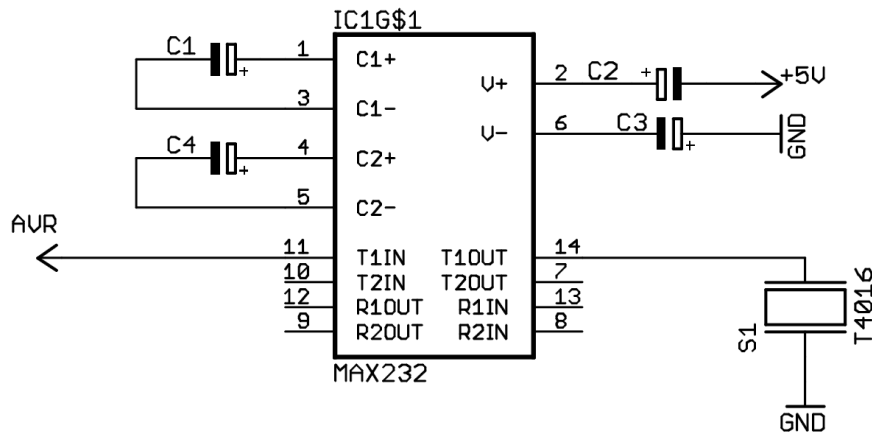 IC1G$1
C1
1
C1+
3
C1-
C4
4
C2+
5
C2-
V+
2
C2
+
+5V
V-
6
C3
+
GND
+
+
AVR
11
T1IN
T1OUT
14
10
T2IN
T2OUT
7
12
R1OUT
R1IN
13
9
R2OUT
R2IN
8
S1
T4016
MAX232
GND